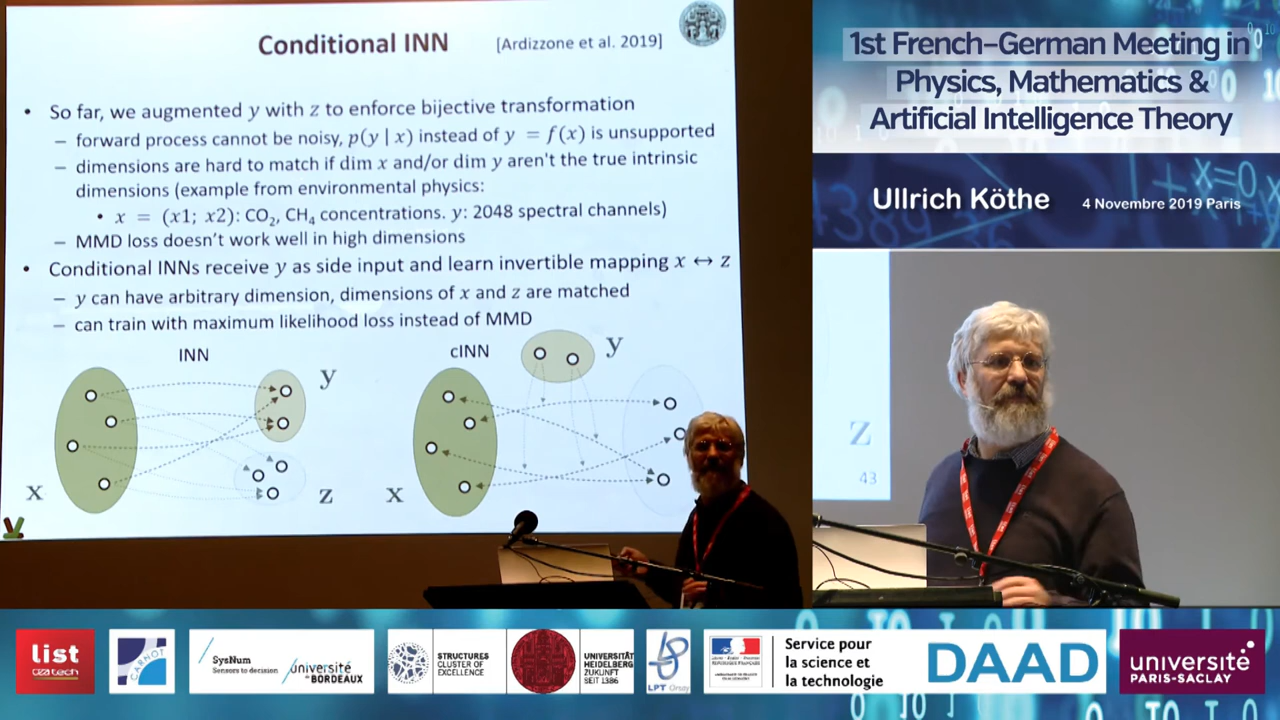 Conditional INN
[Ardizzone et al. 2019]
• So far, we augmented y with z to enforce bijective transformation
– forward process cannot be noisy, p(y | x) instead of y = f(x) is unsupported
– dimensions are hard to match if dim x and/or dim y aren't the true intrinsic
dimensions (example from environmental physics:
• x = (x1; x2): CO₂, CH₄ concentrations. y: 2048 spectral channels)
– MMD loss doesn't work well in high dimensions
• Conditional INNs receive y as side input and learn invertible mapping x ↔ z
– y can have arbitrary dimension, dimensions of x and z are matched
– can train with maximum likelihood loss instead of MMD
INN
y
x
z
cINN
y
x
1st French–German Meeting in
Physics, Mathematics &
Artificial Intelligence Theory
Ullrich Köthe
4 Novembre 2019 Paris
z
43
list
CARNOT
SysNum
Sensors to decision
université
de BORDEAUX
STRUCTURES
CLUSTER OF
EXCELLENCE
UNIVERSITÄT
HEIDELBERG
ZUKUNFT
SEIT 1386
LPT Orsay
Service pour
la science et
la technologie
DAAD
université
PARIS-SACLAY